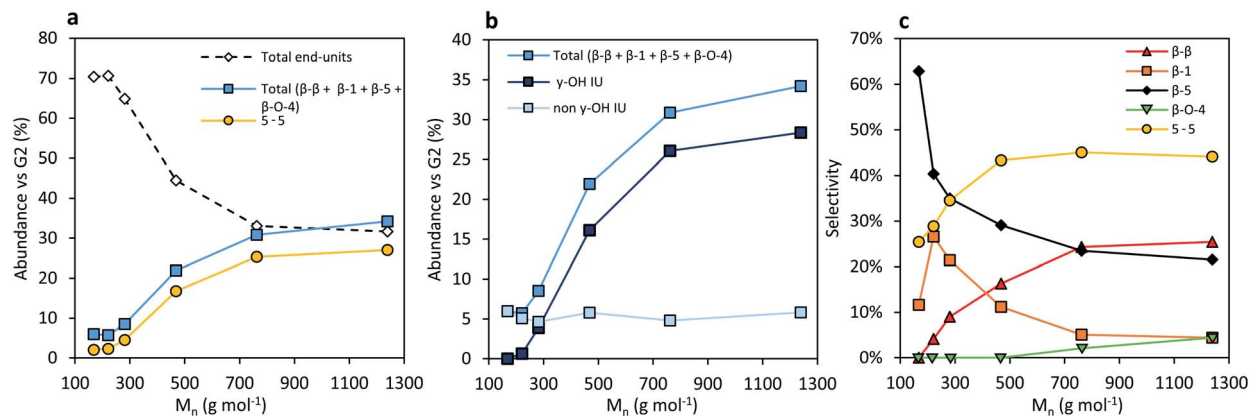 a
80
70
60
50
40
30
20
10
0
Abundance vs G2 (%)
100 300 500 700 900 1100 1300
Mn (g mol-1)
Total end-units
Total (β-β + β-1 + β-5 +
β-O-4)
5-5
b
40
35
30
25
20
15
10
5
0
Abundance vs G2 (%)
100 300 500 700 900 1100 1300
Mn (g mol-1)
Total (β-β + β-1 + β-5 + β-O-4)
y-OH IU
non y-OH IU
c
70%
60%
50%
40%
30%
20%
10%
0%
Selectivity
100 300 500 700 900 1100 1300
Mn (g mol-1)
β-β
β-1
β-5
β-O-4
5-5